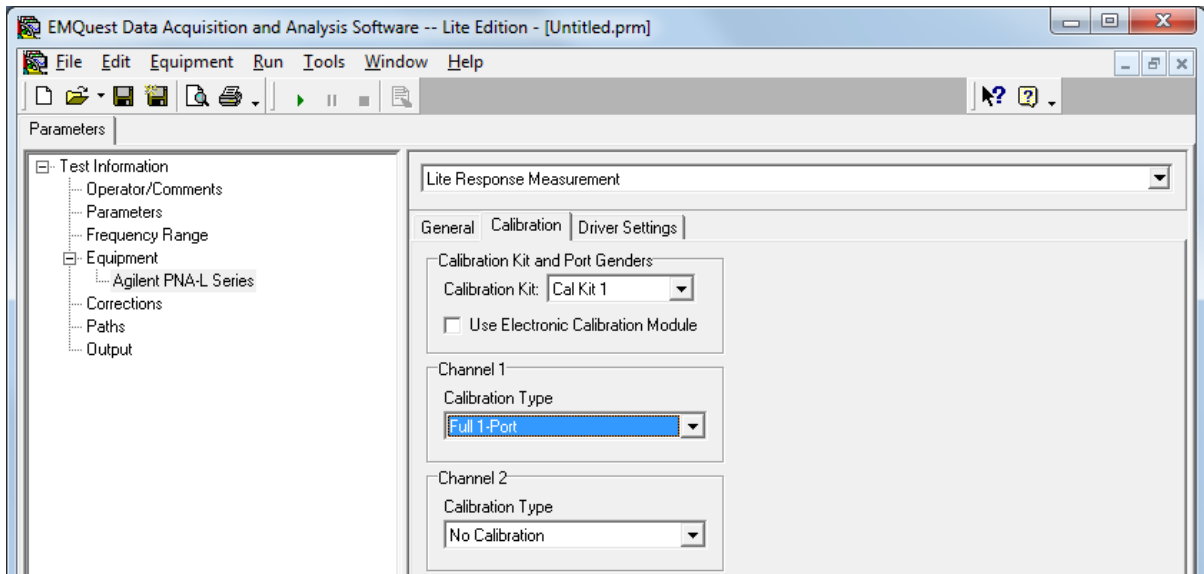 EMQuest Data Acquisition and Analysis Software -- Lite Edition - [Untitled.prm]
File Edit Equipment Run Tools Window Help
Parameters
Test Information
Operator/Comments
Parameters
Frequency Range
Equipment
Agilent PNA-L Series
Corrections
Paths
Output
Lite Response Measurement
General Calibration Driver Settings
Calibration Kit and Port Genders
Calibration Kit: Cal Kit 1
Use Electronic Calibration Module
Channel 1
Calibration Type
Full 1-Port
Channel 2
Calibration Type
No Calibration